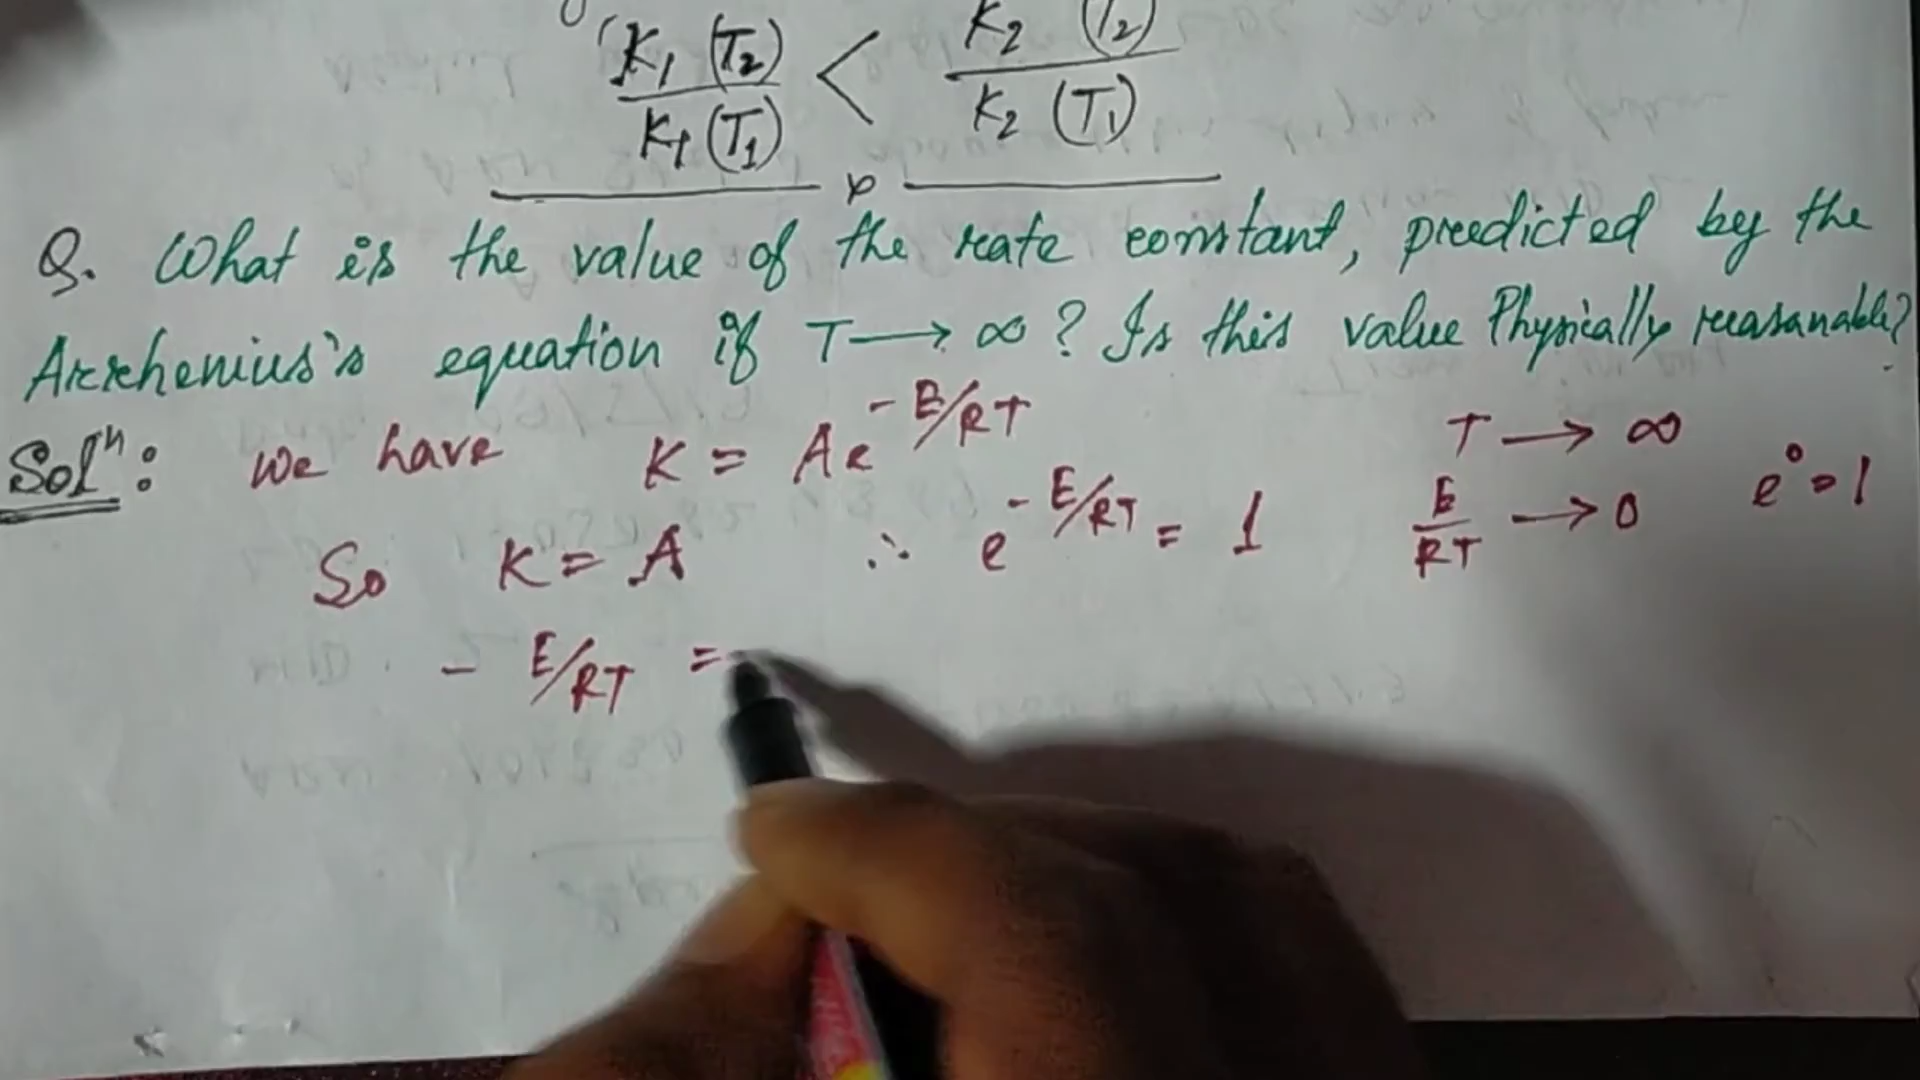 K1 (T2) / K1 (T1) < K2 (T2) / K2 (T1)
Q. What is the value of the rate constant, predicted by the
Arrhenius's equation if T → ∞ ? Is this value Physically reasanable?
Solⁿ: we have K = Ae^-E/RT T → ∞
So K = A ∴ e^-E/RT = 1 E/RT → 0 e^0 = 1
- E/RT =